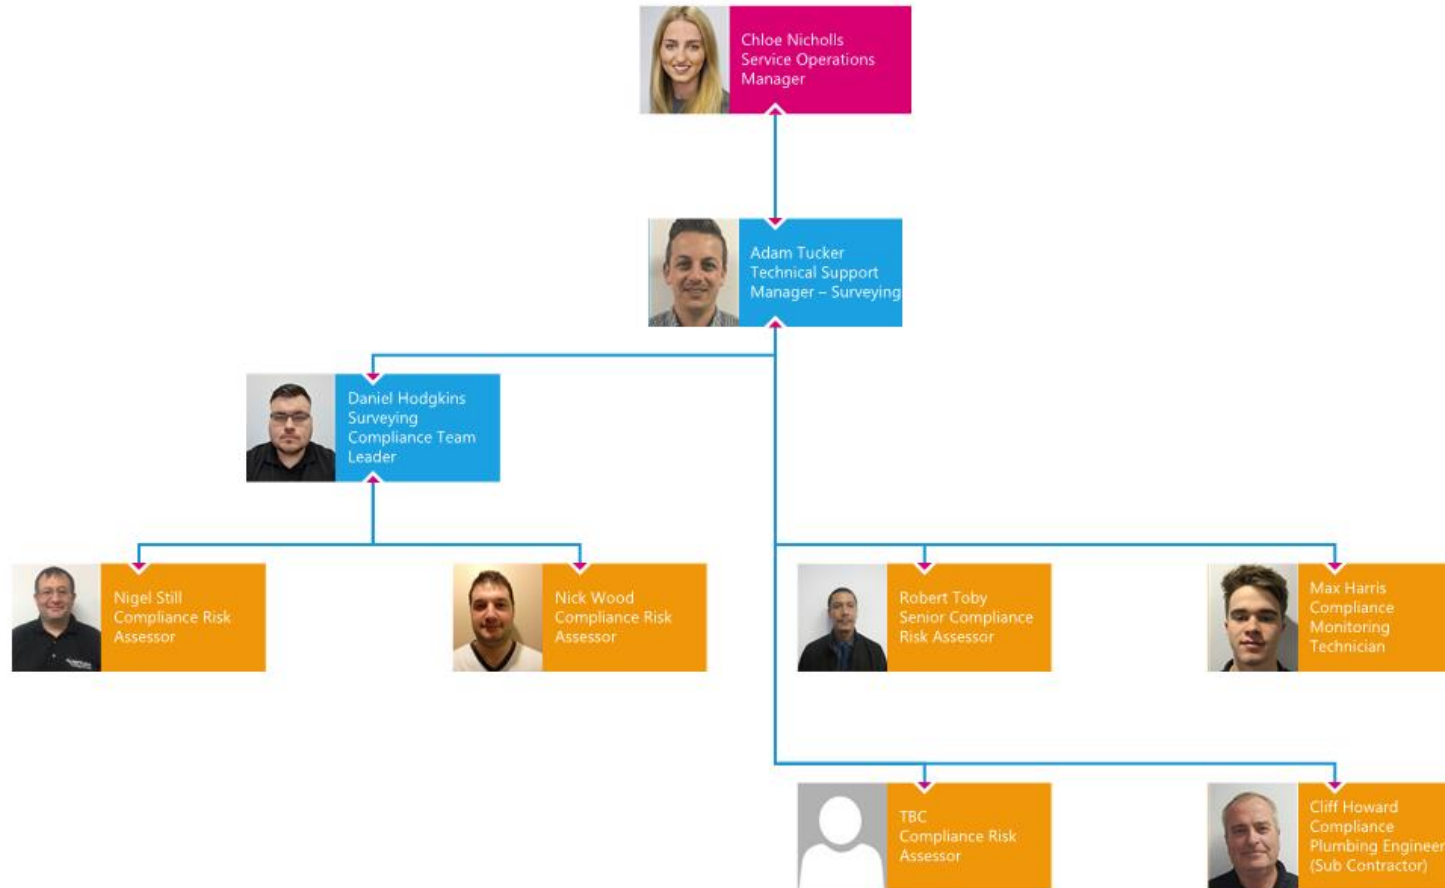 Chloe Nicholls
Service Operations
Manager
Adam Tucker
Technical Support
Manager – Surveying
Daniel Hodgkins
Surveying
Compliance Team
Leader
Nigel Still
Compliance Risk
Assessor
Nick Wood
Compliance Risk
Assessor
Robert Toby
Senior Compliance
Risk Assessor
Max Harris
Compliance
Monitoring
Technician
TBC
Compliance Risk
Assessor
Cliff Howard
Compliance
Plumbing Engineer
(Sub Contractor)